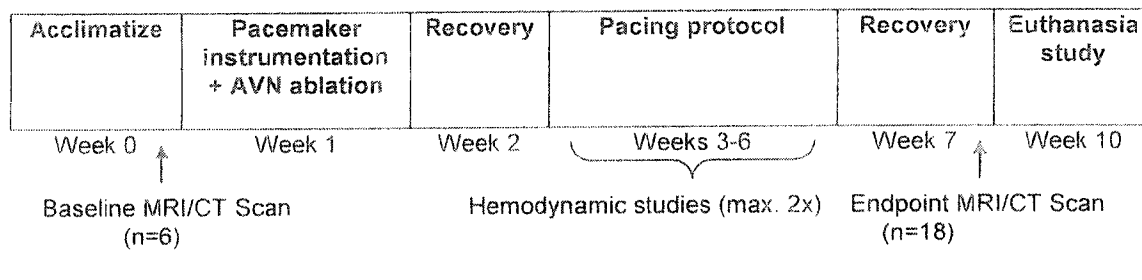 Acclimatize
Pacemaker
instrumentation
+ AVN ablation
Recovery
Pacing protocol
Recovery
Euthanasia
study
Week 0
Week 1
Week 2
Weeks 3-6
Week 7
Week 10
Baseline MRI/CT Scan
(n=6)
Hemodynamic studies (max. 2x)
Endpoint MRI/CT Scan
(n=18)